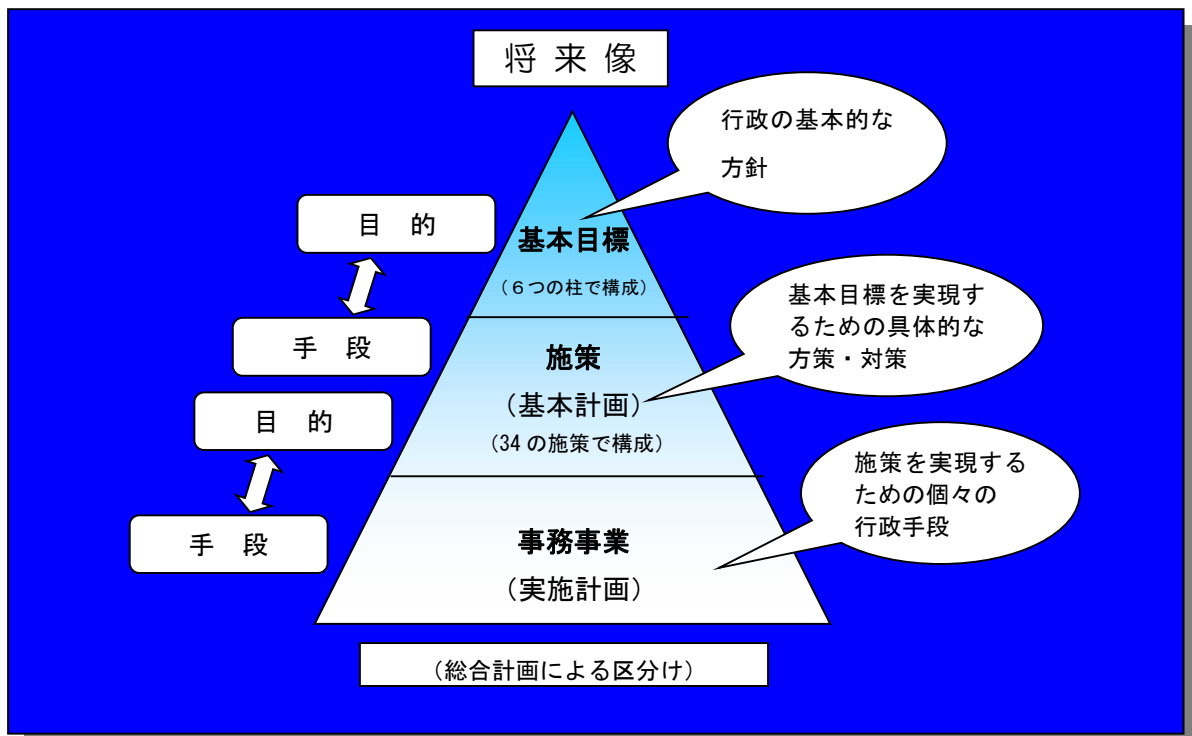 将 来 像
行政の基本的な
方針
目 的
基本目標
（６つの柱で構成）
手 段
施策
（基本計画）
（34 の施策で構成）
基本目標を実現す
るための具体的な
方策・対策
目 的
手 段
事務事業
（実施計画）
施策を実現する
ための個々の
行政手段
（総合計画による区分け）